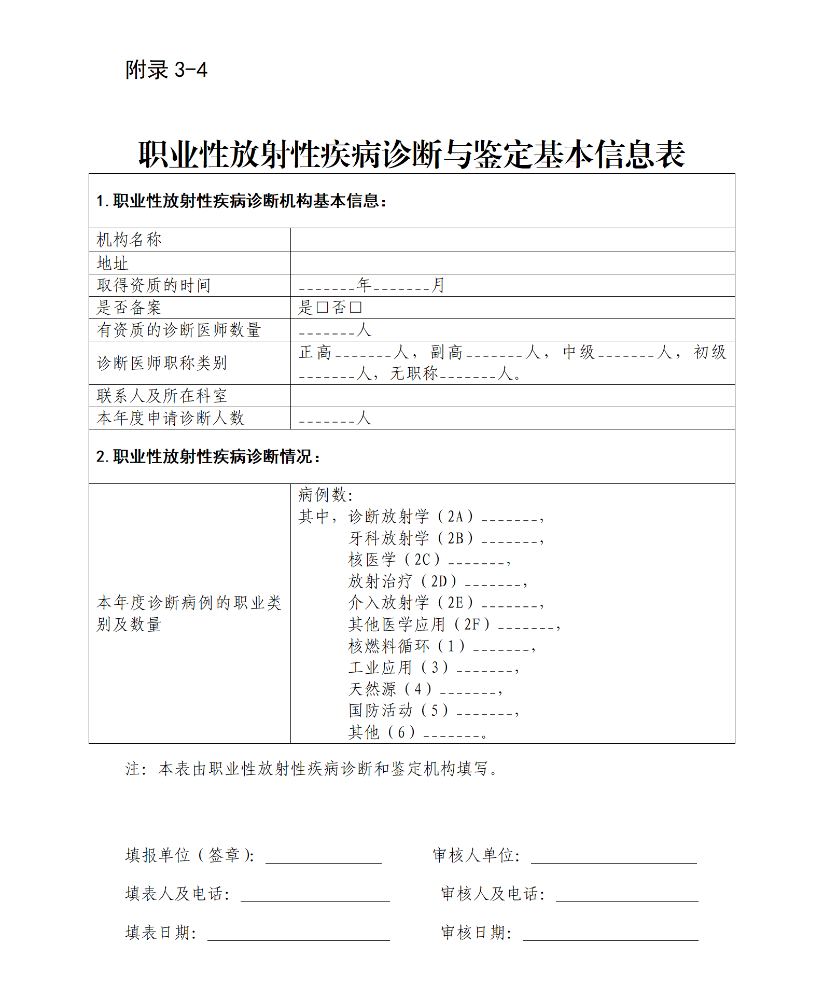 附录 3-4
职业性放射性疾病诊断与鉴定基本信息表
1.职业性放射性疾病诊断机构基本信息：
机构名称
地址
取得资质的时间 _______年_______月
是否备案 是□否□
有资质的诊断医师数量 _______人
诊断医师职称类别 正高_______人，副高_______人，中级_______人，初级
_______人，无职称_______人。
联系人及所在科室
本年度申请诊断人数 _______人
2.职业性放射性疾病诊断情况：
本年度诊断病例的职业类
别及数量
病例数：
其中，诊断放射学（2A）_______，
牙科放射学（2B）_______，
核医学（2C）_______，
放射治疗（2D）_______，
介入放射学（2E）_______，
其他医学应用（2F）_______，
核燃料循环（1）_______，
工业应用（3）_______，
天然源（4）_______，
国防活动（5）_______，
其他（6）_______。
注：本表由职业性放射性疾病诊断和鉴定机构填写。
填报单位（签章）：______________ 审核人单位：____________________
填表人及电话：__________________ 审核人及电话：_________________
填表日期：______________________ 审核日期：_____________________